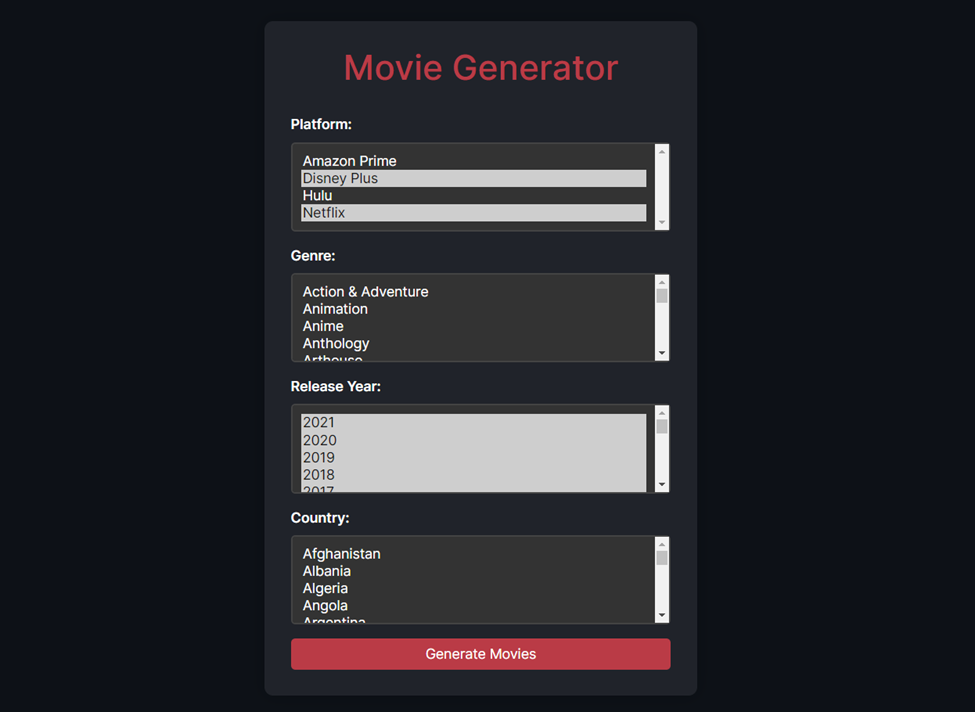 Movie Generator
Platform:
Amazon Prime
Disney Plus
Hulu
Netflix
Genre:
Action & Adventure
Animation
Anime
Anthology
Arthouse
Release Year:
2021
2020
2019
2018
2017
Country:
Afghanistan
Albania
Algeria
Angola
Argentina
Generate Movies